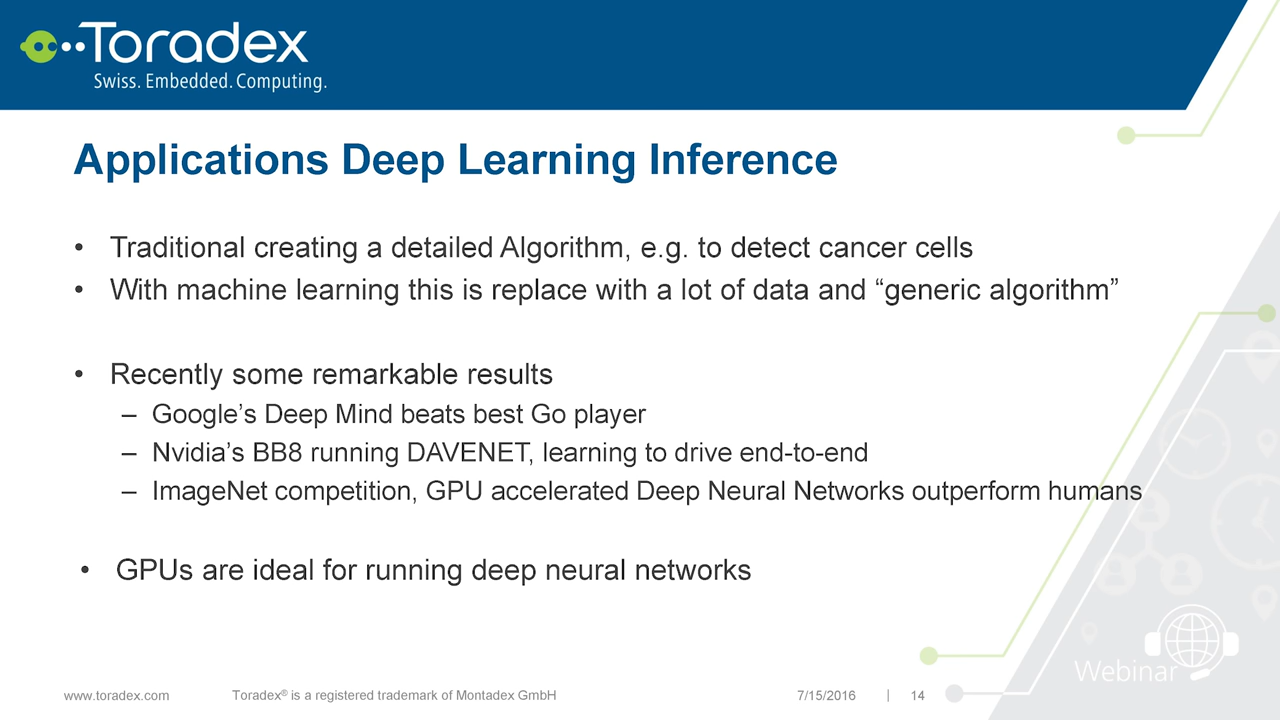 Toradex
Swiss. Embedded. Computing.
Applications Deep Learning Inference
• Traditional creating a detailed Algorithm, e.g. to detect cancer cells
• With machine learning this is replace with a lot of data and “generic algorithm”
• Recently some remarkable results
– Google’s Deep Mind beats best Go player
– Nvidia’s BB8 running DAVENET, learning to drive end-to-end
– ImageNet competition, GPU accelerated Deep Neural Networks outperform humans
• GPUs are ideal for running deep neural networks
Webinar
www.toradex.com Toradex® is a registered trademark of Montadex GmbH 7/15/2016 | 14